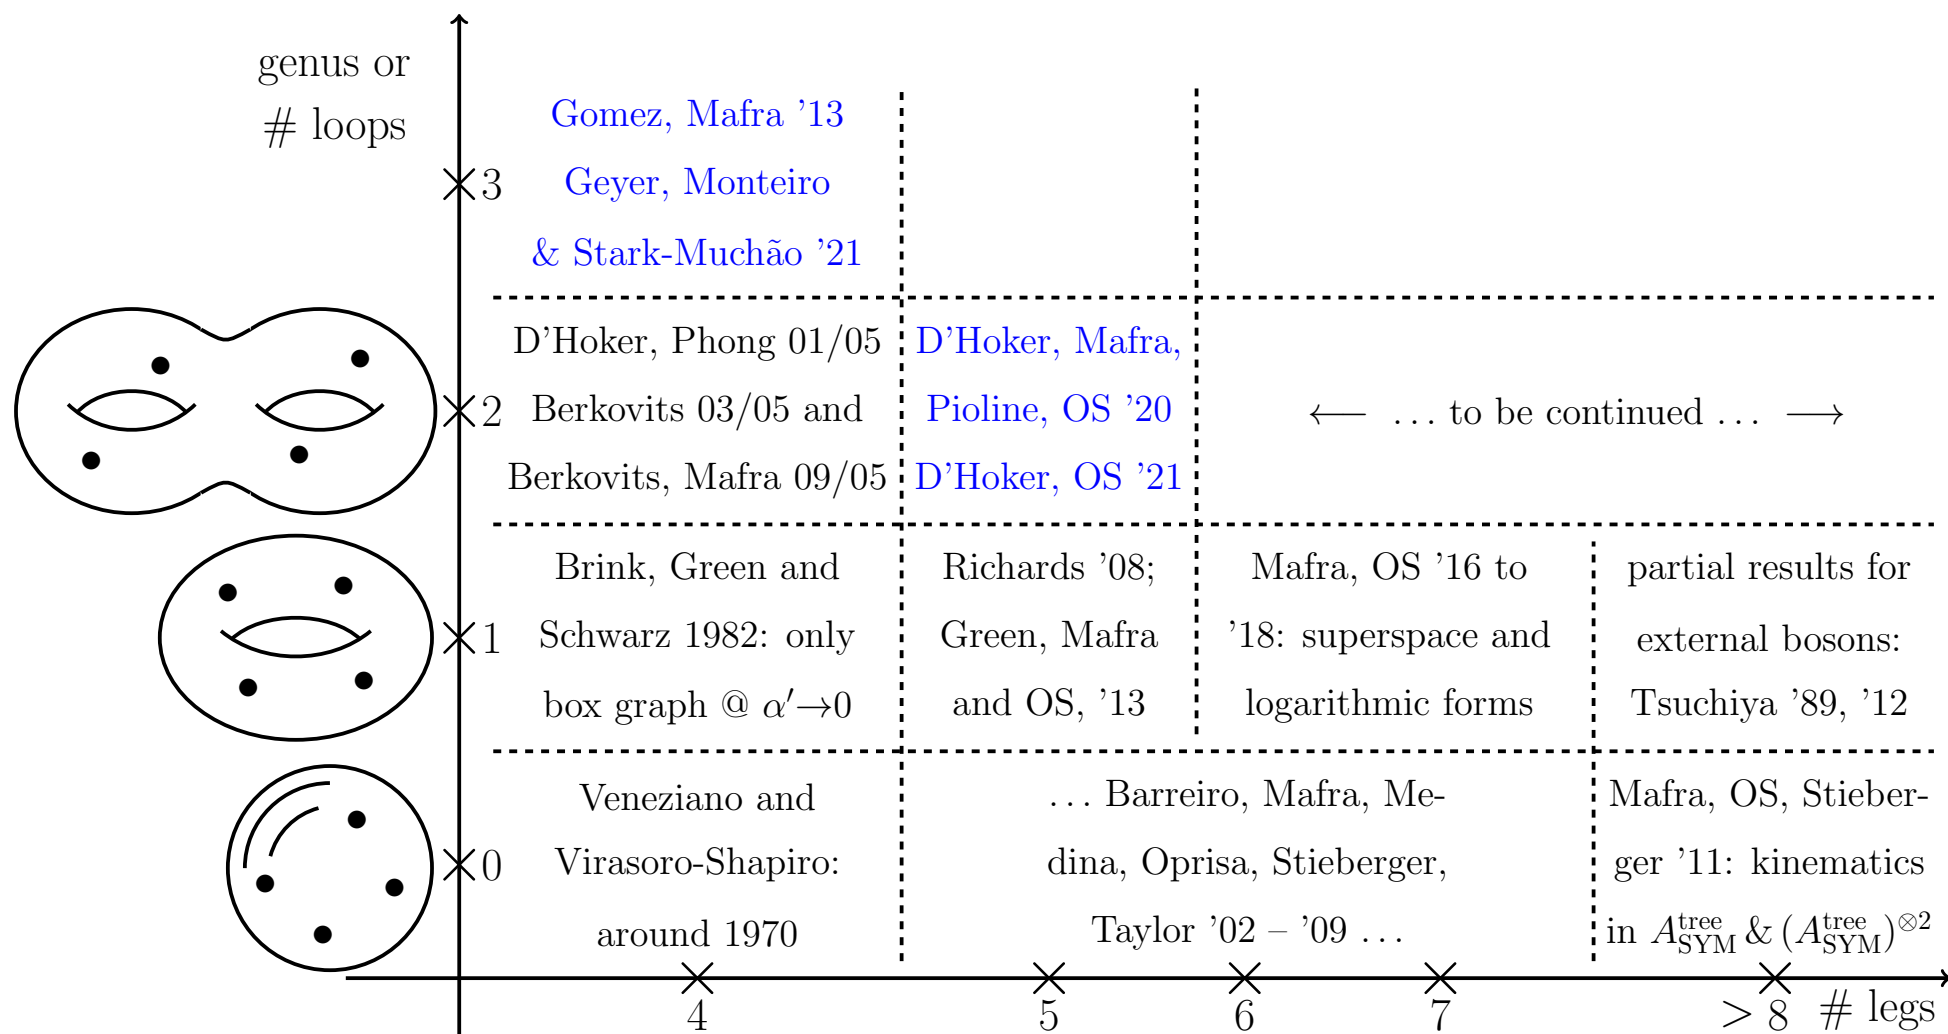 genus or
# loops
3
Gomez, Mafra ’13
Geyer, Monteiro
& Stark-Muchão ’21
2
D’Hoker, Phong 01/05
Berkovits 03/05 and
Berkovits, Mafra 09/05
D’Hoker, Mafra,
Pioline, OS ’20
D’Hoker, OS ’21
⟵ … to be continued … ⟶
1
Brink, Green and
Schwarz 1982: only
box graph @ α′→0
Richards ’08;
Green, Mafra
and OS, ’13
Mafra, OS ’16 to
’18: superspace and
logarithmic forms
partial results for
external bosons:
Tsuchiya ’89, ’12
0
Veneziano and
Virasoro-Shapiro:
around 1970
… Barreiro, Mafra, Me-
dina, Oprisa, Stieberger,
Taylor ’02 – ’09 …
Mafra, OS, Stieber-
ger ’11: kinematics
in A^tree_SYM & (A^tree_SYM)^⊗2
4 5 6 7 > 8 # legs